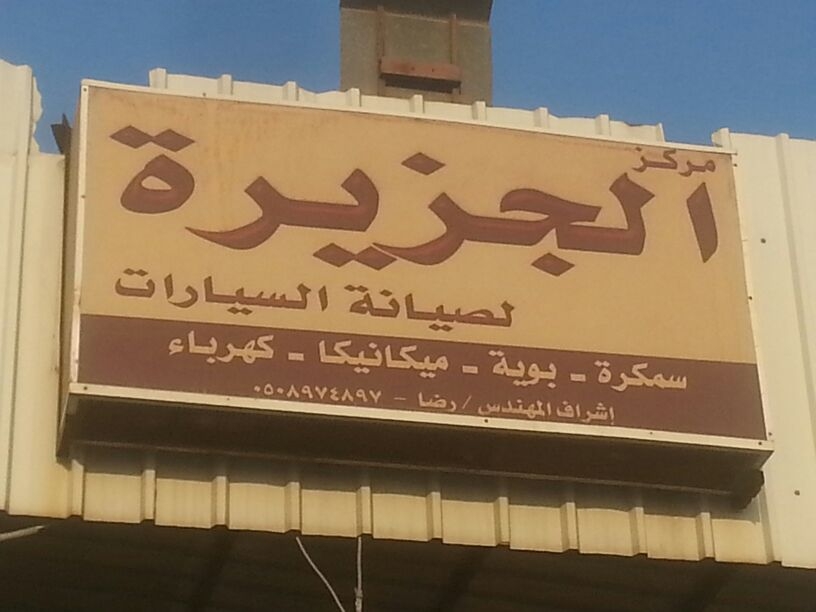 مركز
الجزيرة
لصيانة السيارات
سمكرة - بوية - ميكانيكا - كهرباء
إشراف المهندس / رضا - ٠٥٠٨٩٧٤٨٩٧